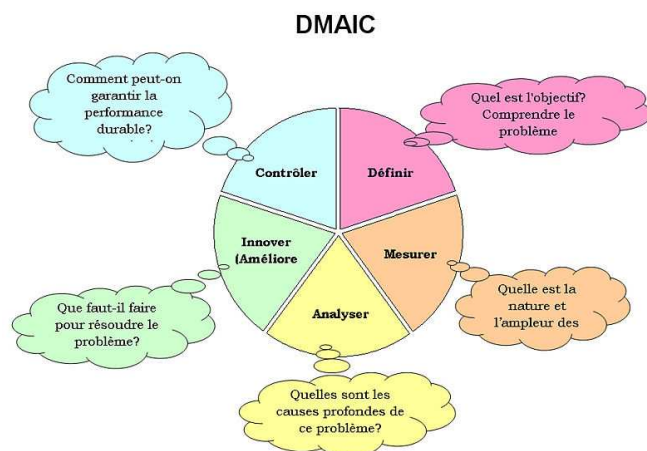 DMAIC
Comment peut-on
garantir la
performance
durable?
Quel est l'objectif?
Comprendre le
problème
Contrôler
Définir
Innover
(Améliore
Mesurer
Analyser
Que faut-il faire
pour résoudre le
problème?
Quelle est la
nature et
l'ampleur des
Quelles sont les
causes profondes de
ce problème?